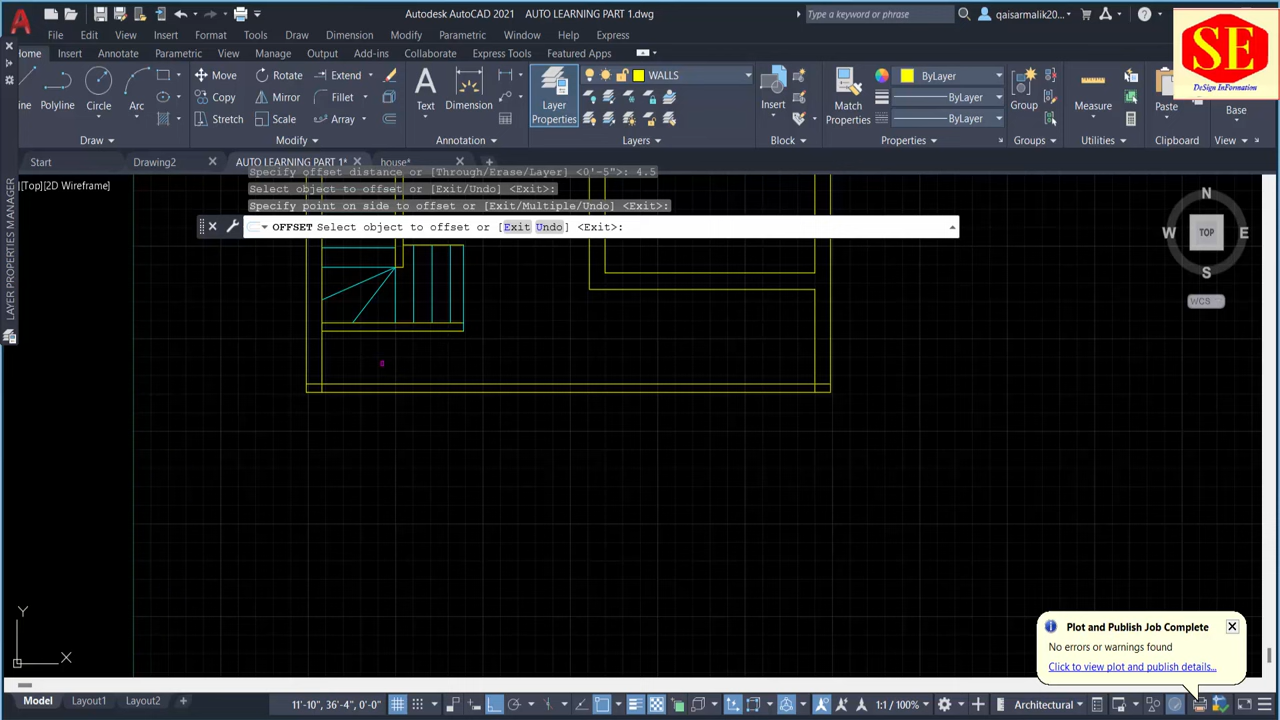 Autodesk AutoCAD 2021 AUTO LEARNING PART 1.dwg
Type a keyword or phrase
qaisarmalik20...
File Edit View Insert Format Tools Draw Dimension Modify Parametric Window Help Express
Home Insert Annotate Parametric View Manage Output Add-ins Collaborate Express Tools Featured Apps
Polyline Circle Arc
Move Rotate Extend
Copy Mirror Fillet
Stretch Scale Array
Text Dimension
Layer Properties
WALLS
Insert
Match Properties
ByLayer
ByLayer
ByLayer
Group
Measure
Paste
Base
Draw Modify Annotation Layers Block Properties Groups Utilities Clipboard View
SE
DeSign InFormation
Start Drawing2 AUTO LEARNING PART 1* house*
[Top][2D Wireframe]
Specify offset distance or [Through/Erase/Layer] <0'-5">: 4.5
Select object to offset or [Exit/Undo] <Exit>:
Specify point on side to offset or [Exit/Multiple/Undo] <Exit>:
OFFSET Select object to offset or [Exit Undo] <Exit>:
LAYER PROPERTIES MANAGER
N
W TOP E
S
WCS
Y
X
Plot and Publish Job Complete
No errors or warnings found
Click to view plot and publish details...
Model Layout1 Layout2
11'-10", 36'-4", 0'-0" MODEL 1:1 / 100% Architectural